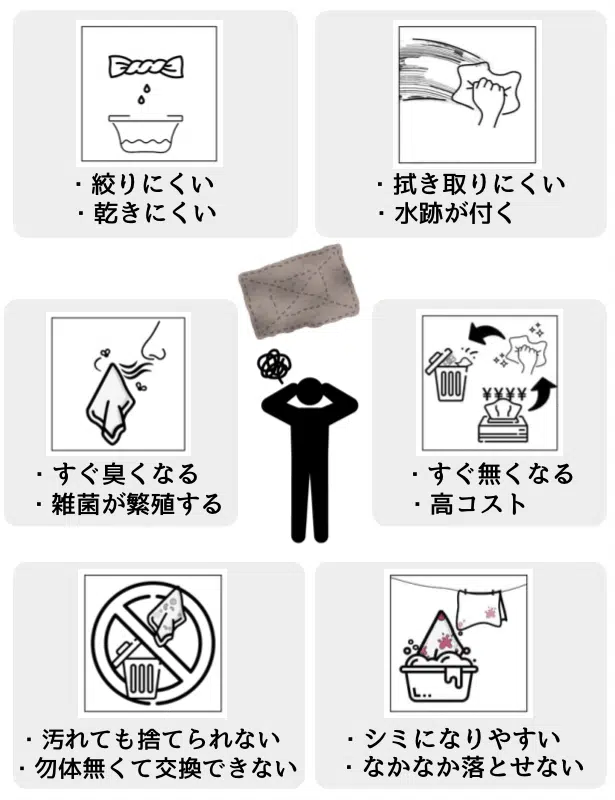 ・絞りにくい
・乾きにくい
・拭き取りにくい
・水跡が付く
・すぐ臭くなる
・雑菌が繁殖する
¥¥¥¥
・すぐ無くなる
・高コスト
・汚れても捨てられない
・勿体無くて交換できない
・シミになりやすい
・なかなか落とせない